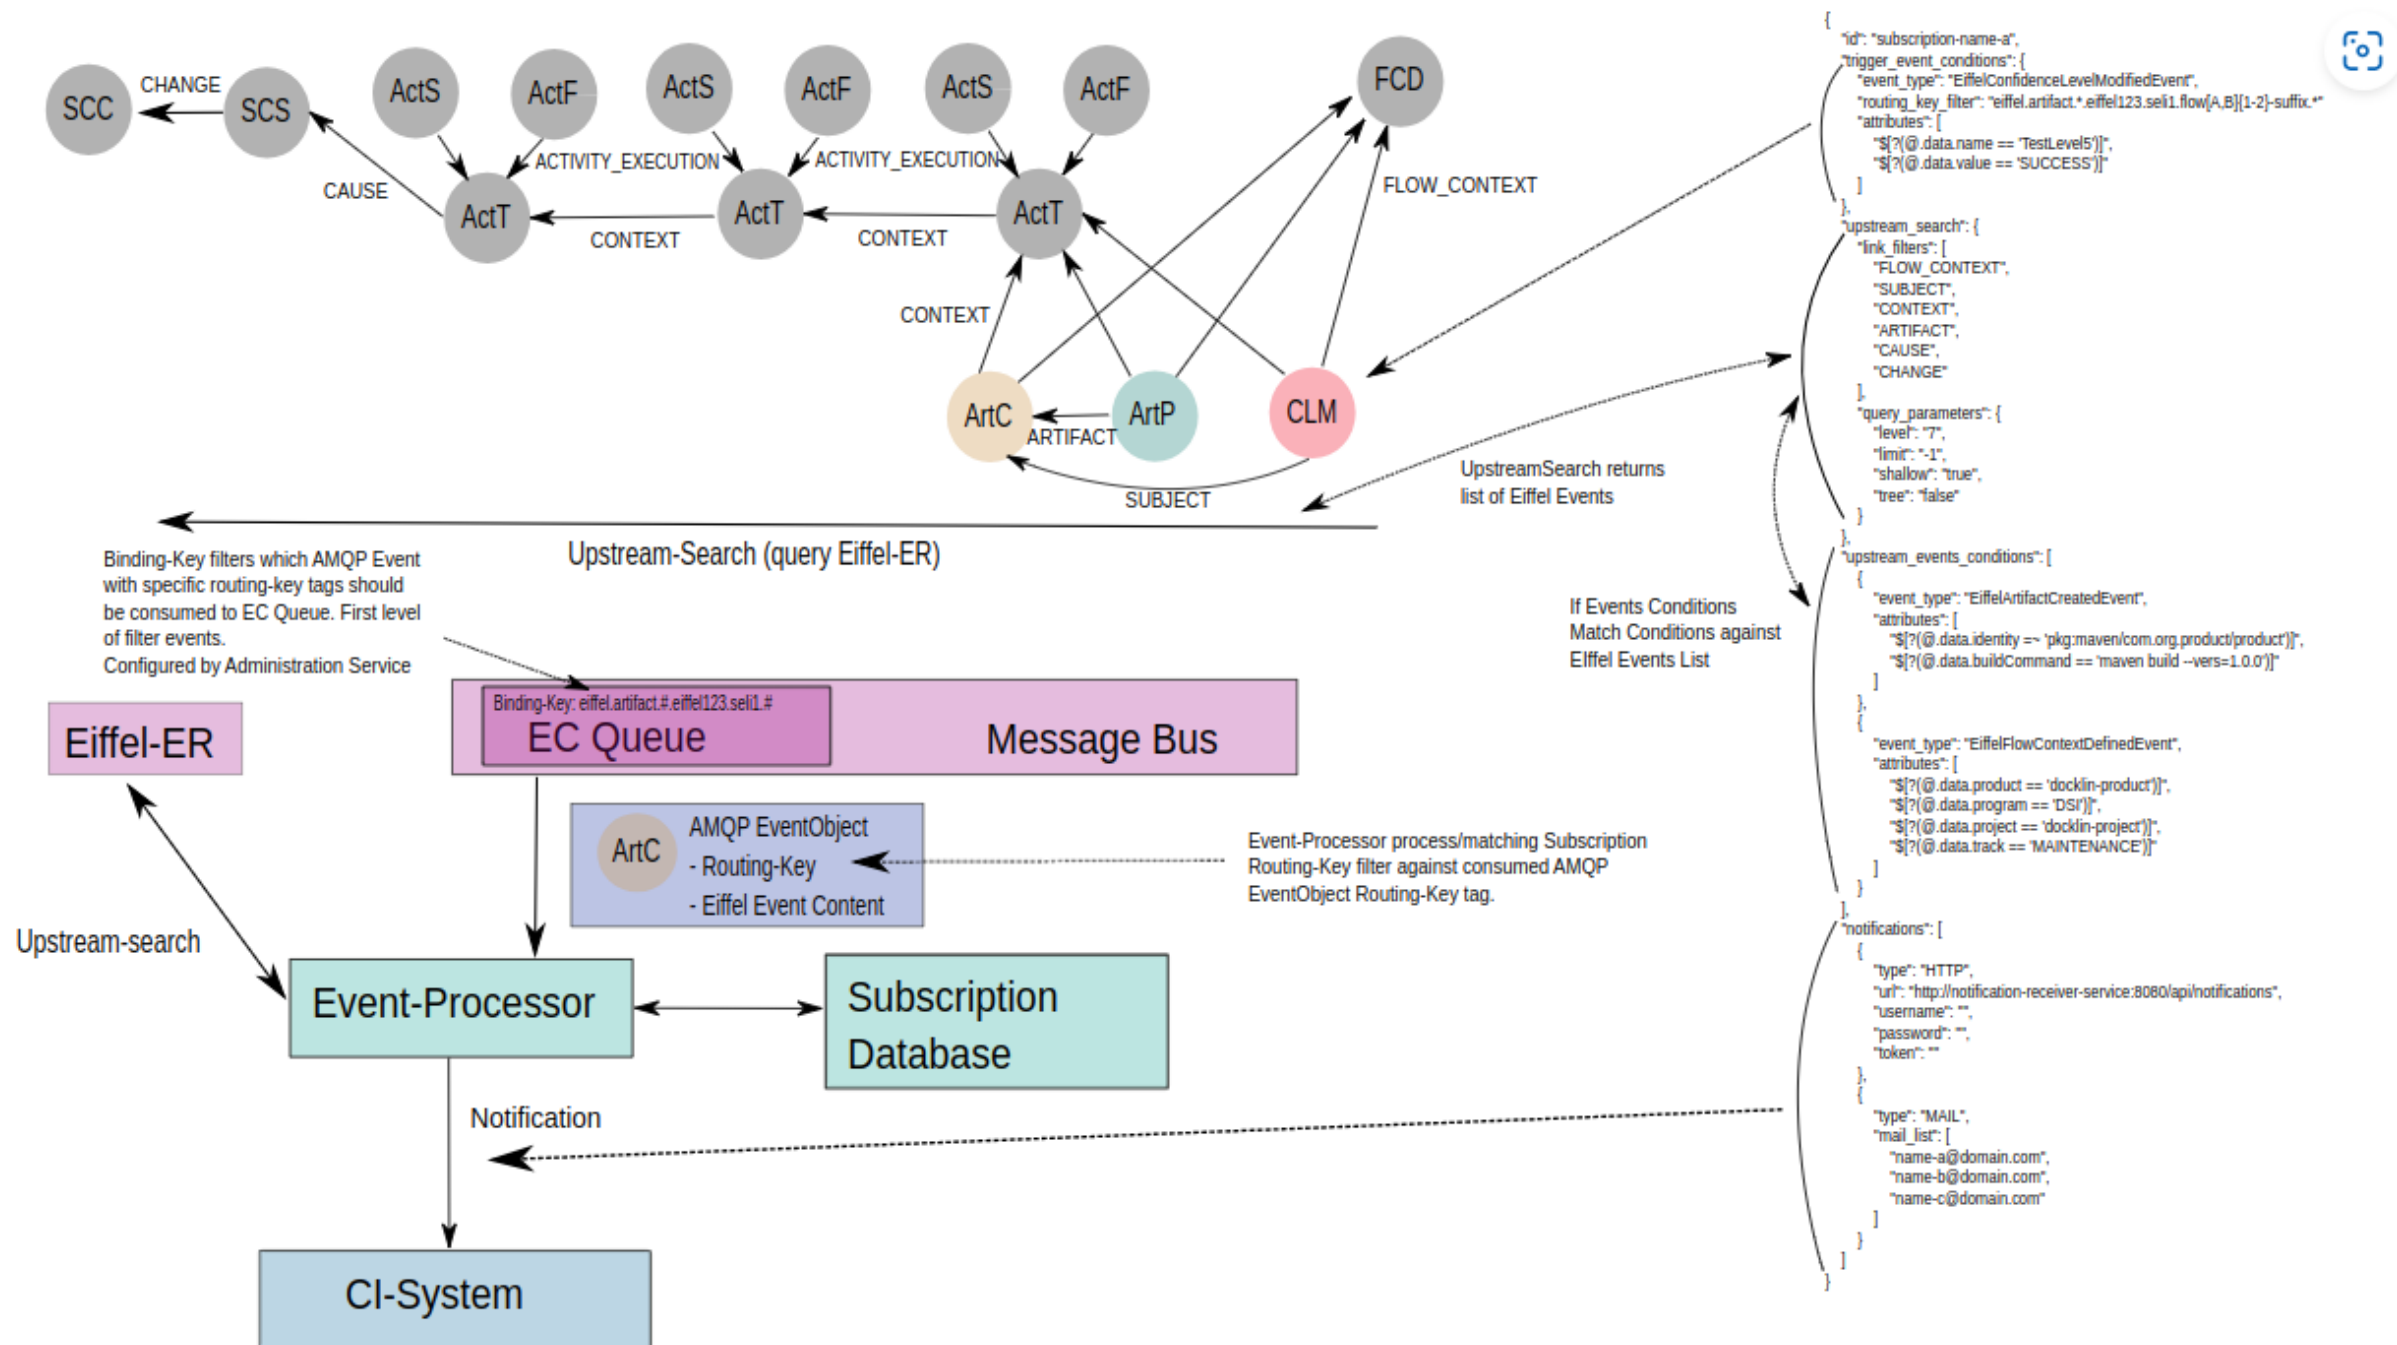 SCC
CHANGE
SCS
ActS
ActF
ActS
ActF
ActS
ActF
FCD
ACTIVITY_EXECUTION
ACTIVITY_EXECUTION
CAUSE
FLOW_CONTEXT
ActT
ActT
ActT
CONTEXT
CONTEXT
CONTEXT
ArtC
ArtP
CLM
ARTIFACT
SUBJECT
UpstreamSearch returns
list of Eiffel Events
Upstream-Search (query Eiffel-ER)
Binding-Key filters which AMQP Event
with specific routing-key tags should
be consumed to EC Queue. First level
of filter events.
Configured by Administration Service
If Events Conditions
Match Conditions against
EIffel Events List
Eiffel-ER
Binding-Key: eiffel.artifact.#.eiffel123.seli1.#
EC Queue
Message Bus
ArtC
AMQP EventObject
- Routing-Key
- Eiffel Event Content
Event-Processor process/matching Subscription
Routing-Key filter against consumed AMQP
EventObject Routing-Key tag.
Upstream-search
Event-Processor
Subscription
Database
Notification
CI-System
{
"id": "subscription-name-a",
"trigger_event_conditions": {
"event_type": "EiffelConfidenceLevelModifiedEvent",
"routing_key_filter": "eiffel.artifact.*.eiffel123.seli1.flow[A,B]{1-2}-suffix.*"
"attributes": [
"$[?(@.data.name == 'TestLevel5')]",
"$[?(@.data.value == 'SUCCESS')]"
]
},
"upstream_search": {
"link_filters": [
"FLOW_CONTEXT",
"SUBJECT",
"CONTEXT",
"ARTIFACT",
"CAUSE",
"CHANGE"
],
"query_parameters": {
"level": "7",
"limit": "-1",
"shallow": "true",
"tree": "false"
}
},
"upstream_events_conditions": [
{
"event_type": "EiffelArtifactCreatedEvent",
"attributes": [
"$[?(@.data.identity =~ 'pkg:maven/com.org.product/product')]",
"$[?(@.data.buildCommand == 'maven build --vers=1.0.0')]"
]
},
{
"event_type": "EiffelFlowContextDefinedEvent",
"attributes": [
"$[?(@.data.product == 'docklin-product')]",
"$[?(@.data.program == 'DSI')]",
"$[?(@.data.project == 'docklin-project')]",
"$[?(@.data.track == 'MAINTENANCE')]"
]
}
],
"notifications": [
{
"type": "HTTP",
"url": "http://notification-receiver-service:8080/api/notifications",
"username": "",
"password": "",
"token": ""
},
{
"type": "MAIL",
"mail_list": [
"name-a@domain.com",
"name-b@domain.com",
"name-c@domain.com"
]
}
]
}